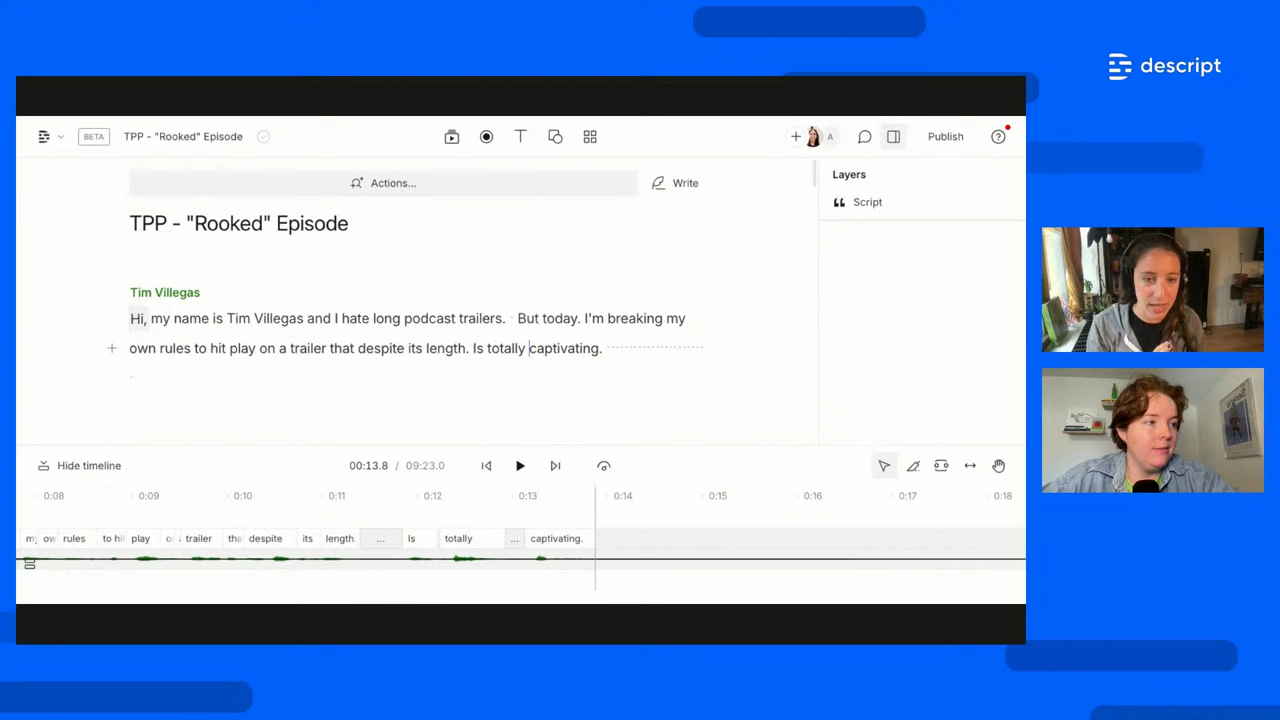 descript
BETA
TPP - "Rooked" Episode
A
Publish
Actions...
Write
Layers
Script
TPP - "Rooked" Episode
Tim Villegas
Hi, my name is Tim Villegas and I hate long podcast trailers. But today. I'm breaking my
own rules to hit play on a trailer that despite its length. Is totally captivating.
Hide timeline
00:13.8 / 09:23.0
0:08 0:09 0:10 0:11 0:12 0:13 0:14 0:15 0:16 0:17 0:18
rules to hit play trailer despite its length. ... Is totally ... captivating.